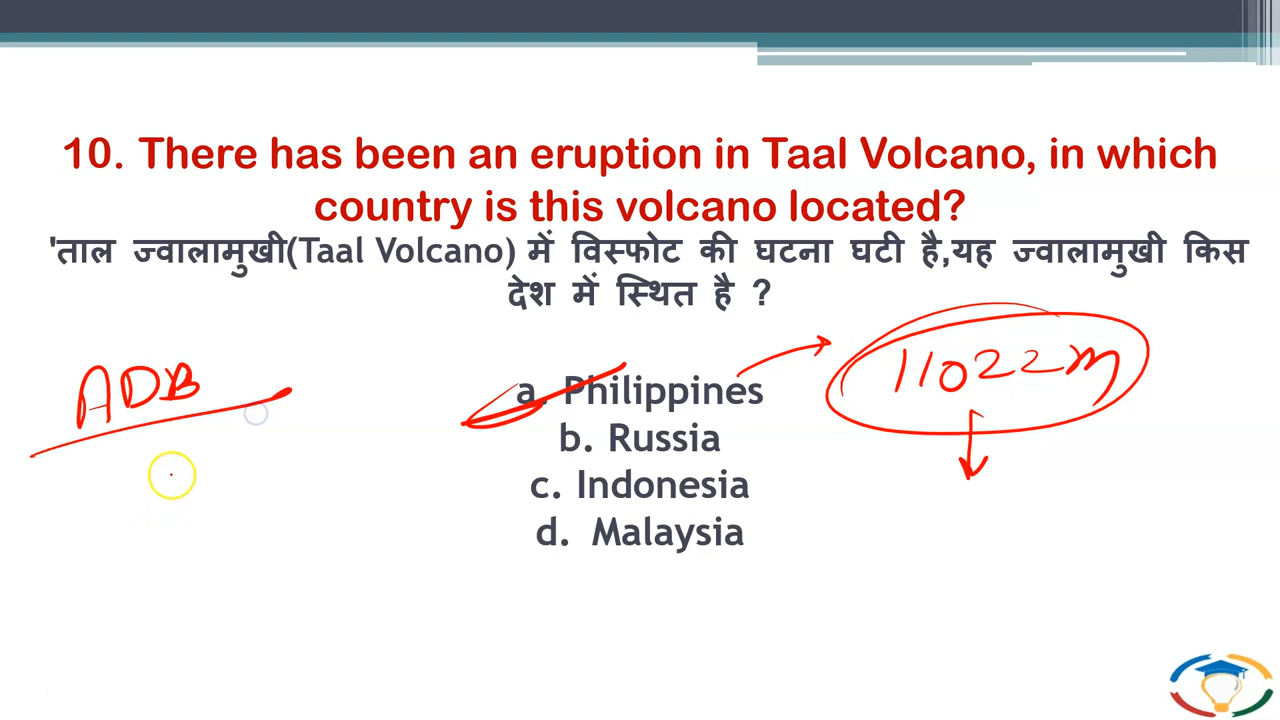 10. There has been an eruption in Taal Volcano, in which
country is this volcano located?
'ताल ज्वालामुखी(Taal Volcano) में विस्फोट की घटना घटी है,यह ज्वालामुखी किस
देश में स्थित है ?
ADB
11022m
a. Philippines
b. Russia
c. Indonesia
d. Malaysia